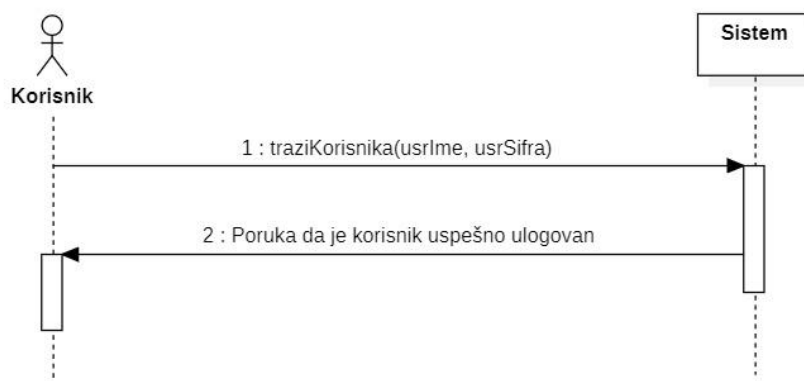 Sistem
Korisnik
1 : traziKorisnika(usrIme, usrSifra)
2 : Poruka da je korisnik uspešno ulogovan